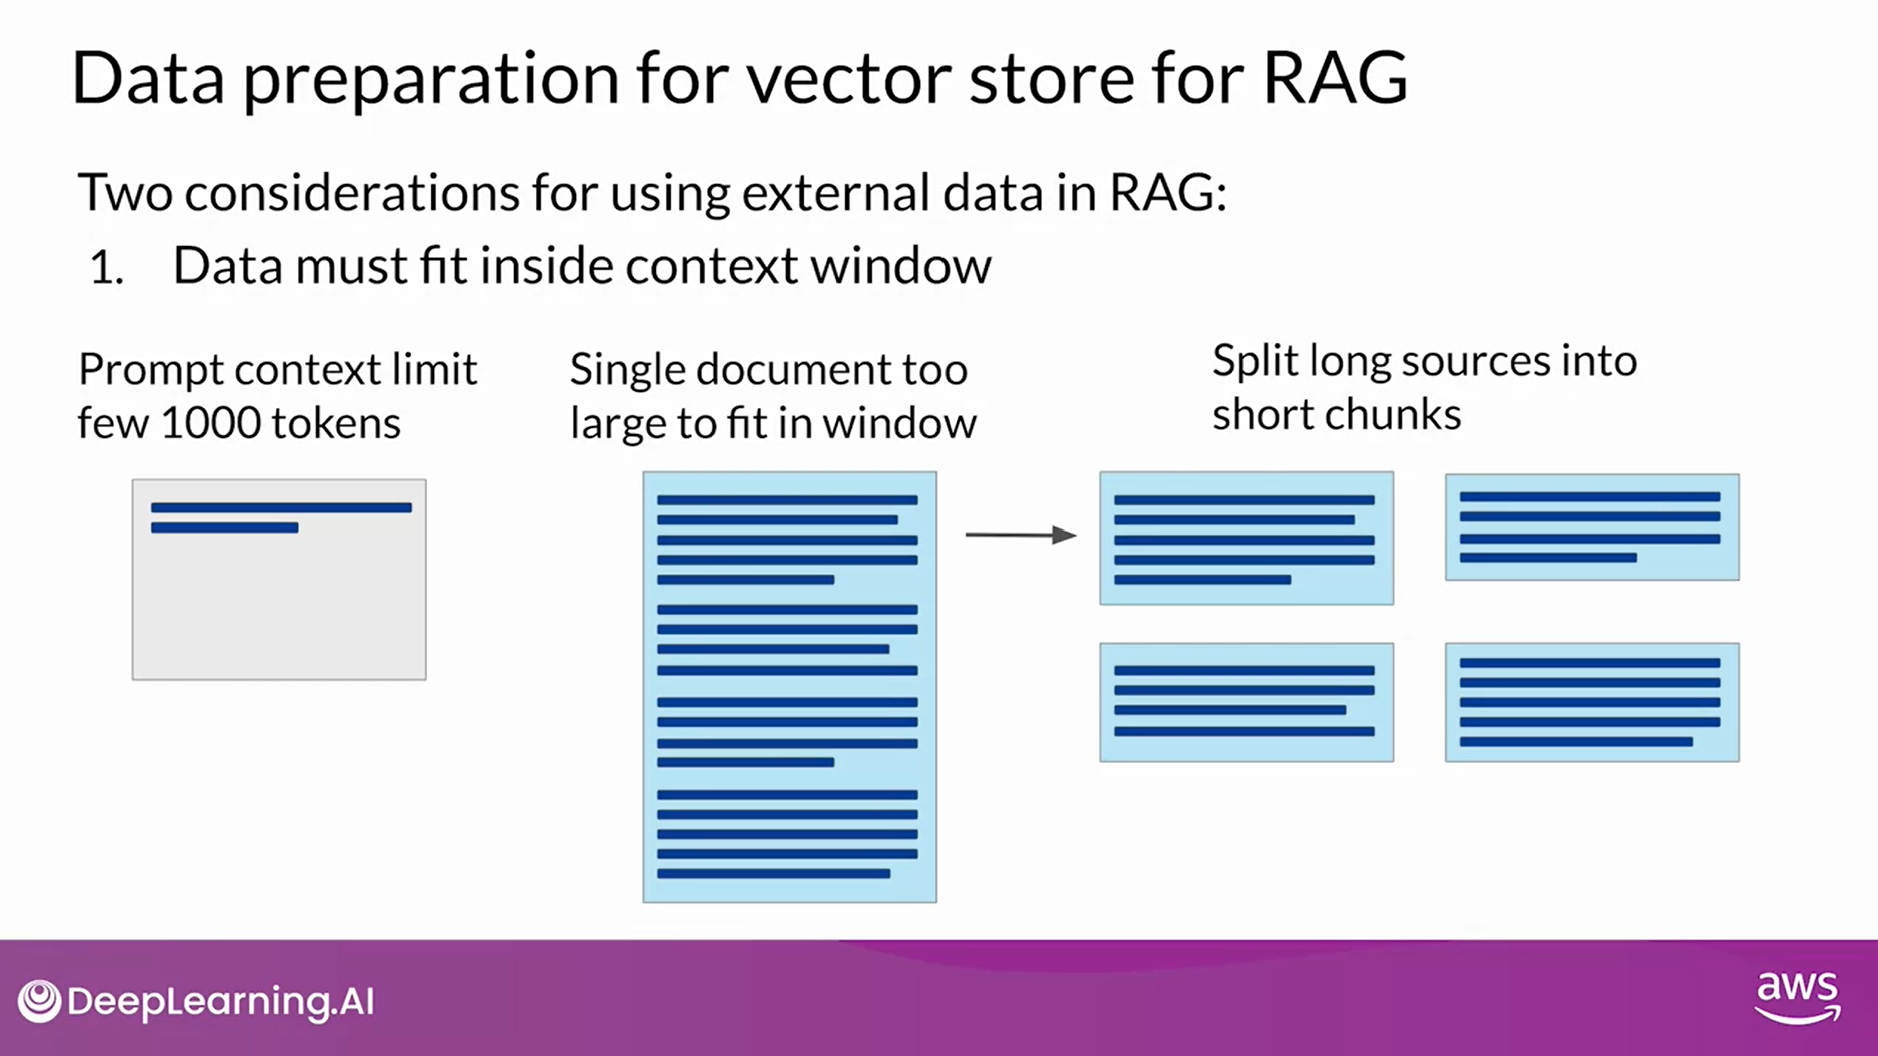 Data preparation for vector store for RAG
Two considerations for using external data in RAG:
1. Data must fit inside context window
Prompt context limit
few 1000 tokens
Single document too
large to fit in window
Split long sources into
short chunks
DeepLearning.AI
aws